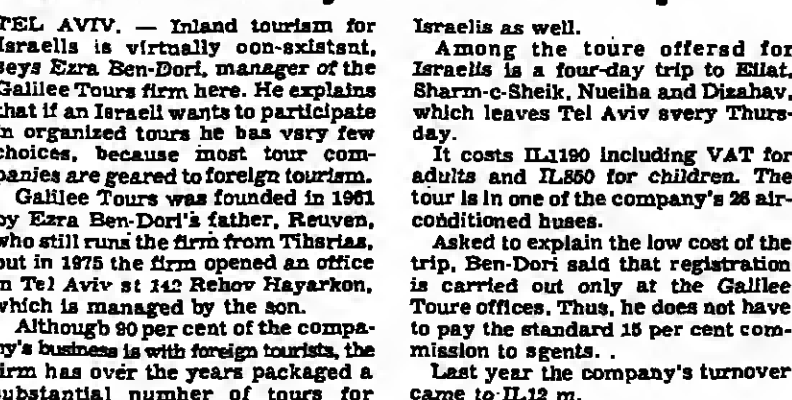 TEL AVIV. — Inland tourism for
Israelis is virtually non-existent,
says Ezra Ben-Dori, manager of the
Galilee Tours firm here. He explains
that if an Israeli wants to participate
in organized tours he has very few
choices, because most tour com-
panies are geared to foreign tourism.
Galilee Tours was founded in 1961
by Ezra Ben-Dori's father, Reuven,
who still runs the firm from Tiberias,
but in 1975 the firm opened an office
in Tel Aviv at 142 Rehov Hayarkon,
which is managed by the son.
Although 90 per cent of the compa-
ny's business is with foreign tourists, the
firm has over the years packaged a
substantial number of tours for
Israelis as well.
Among the tours offered for
Israelis is a four-day trip to Eilat,
Sharm-e-Sheik, Nueiba and Dizahav,
which leaves Tel Aviv every Thurs-
day.
It costs IL1190 including VAT for
adults and IL850 for children. The
tour is in one of the company's 26 air-
conditioned buses.
Asked to explain the low cost of the
trip, Ben-Dori said that registration
is carried out only at the Galilee
Tours offices. Thus, he does not have
to pay the standard 15 per cent com-
mission to agents. .
Last year the company's turnover
came to IL12 m.